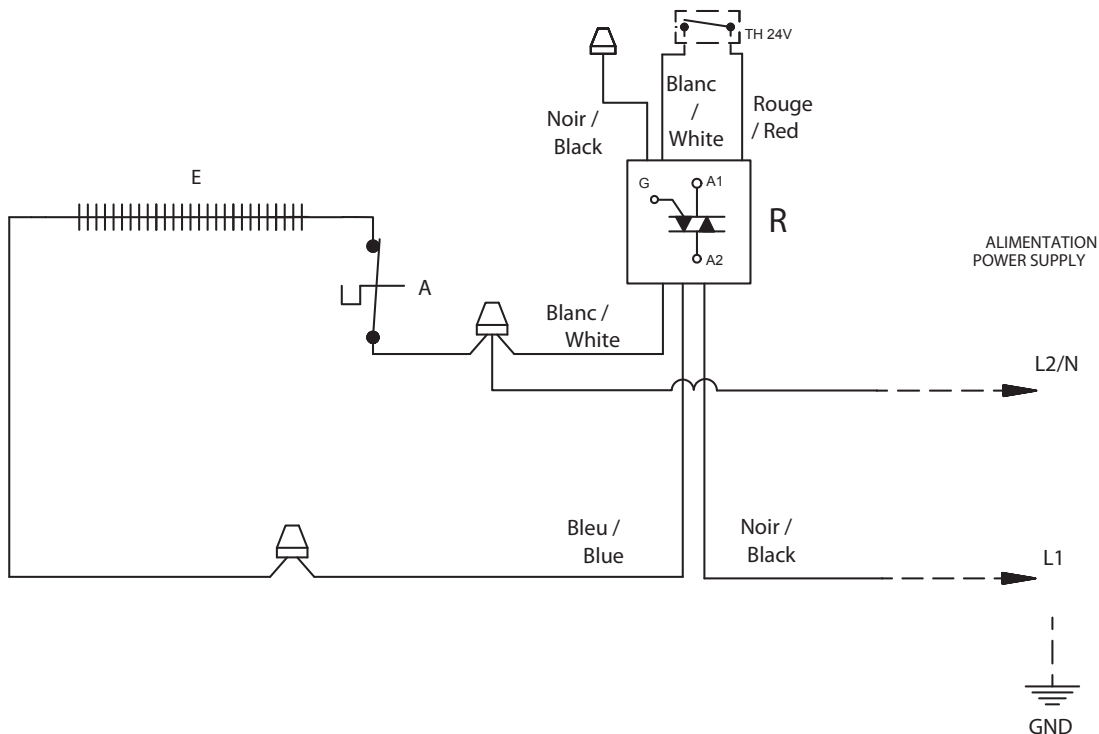 TH 24V
Blanc
/
White
Rouge
/ Red
Noir /
Black
E
G
A1
R
A2
ALIMENTATION
POWER SUPPLY
A
Blanc /
White
L2/N
Bleu /
Blue
Noir /
Black
L1
GND